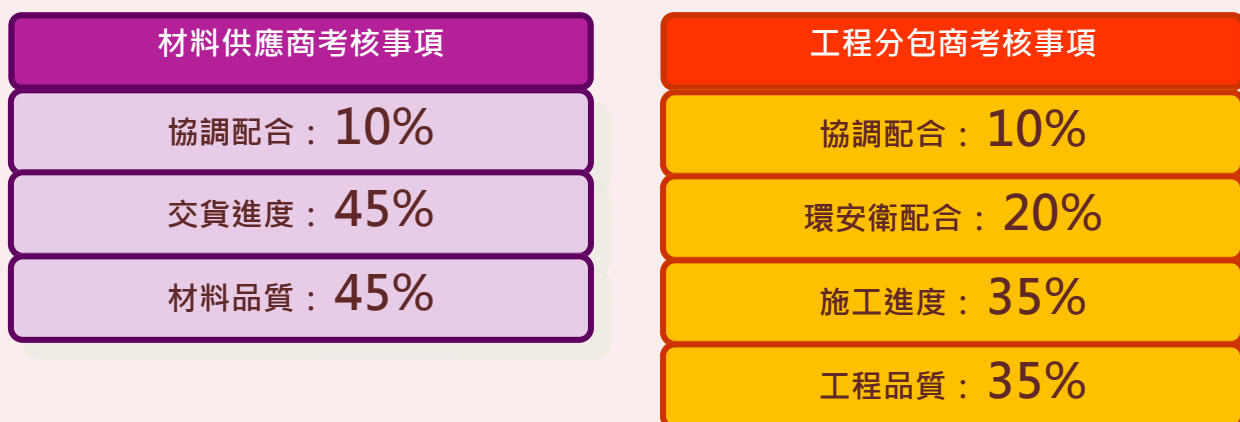 材料供應商考核事項
協調配合：10%
交貨進度：45%
材料品質：45%
工程分包商考核事項
協調配合：10%
環安衛配合：20%
施工進度：35%
工程品質：35%